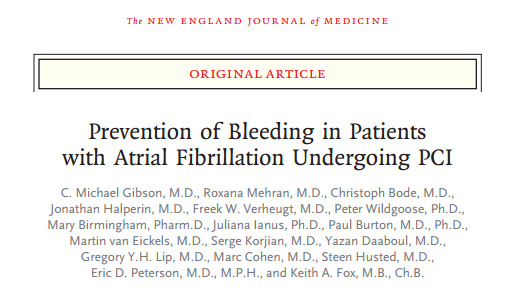 The NEW ENGLAND JOURNAL of MEDICINE
ORIGINAL ARTICLE
Prevention of Bleeding in Patients
with Atrial Fibrillation Undergoing PCI
C. Michael Gibson, M.D., Roxana Mehran, M.D., Christoph Bode, M.D.,
Jonathan Halperin, M.D., Freek W. Verheugt, M.D., Peter Wildgoose, Ph.D.,
Mary Birmingham, Pharm.D., Juliana Ianus, Ph.D., Paul Burton, M.D., Ph.D.,
Martin van Eickels, M.D., Serge Korjian, M.D., Yazan Daaboul, M.D.,
Gregory Y.H. Lip, M.D., Marc Cohen, M.D., Steen Husted, M.D.,
Eric D. Peterson, M.D., M.P.H., and Keith A. Fox, M.B., Ch.B.